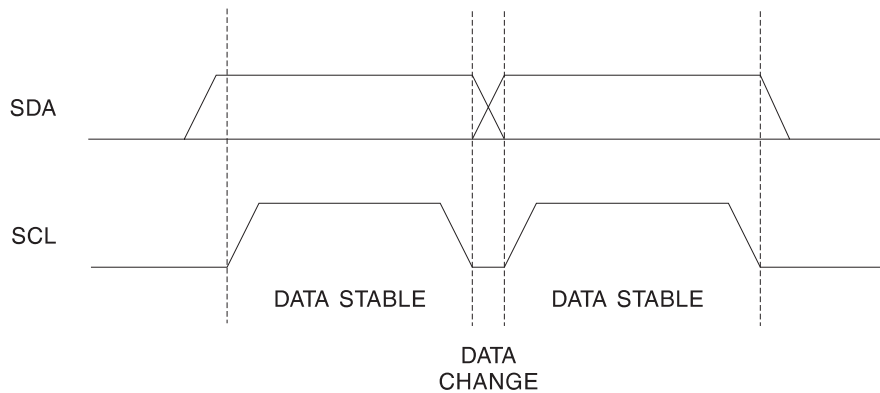 SDA
SCL
DATA STABLE
DATA STABLE
DATA
CHANGE